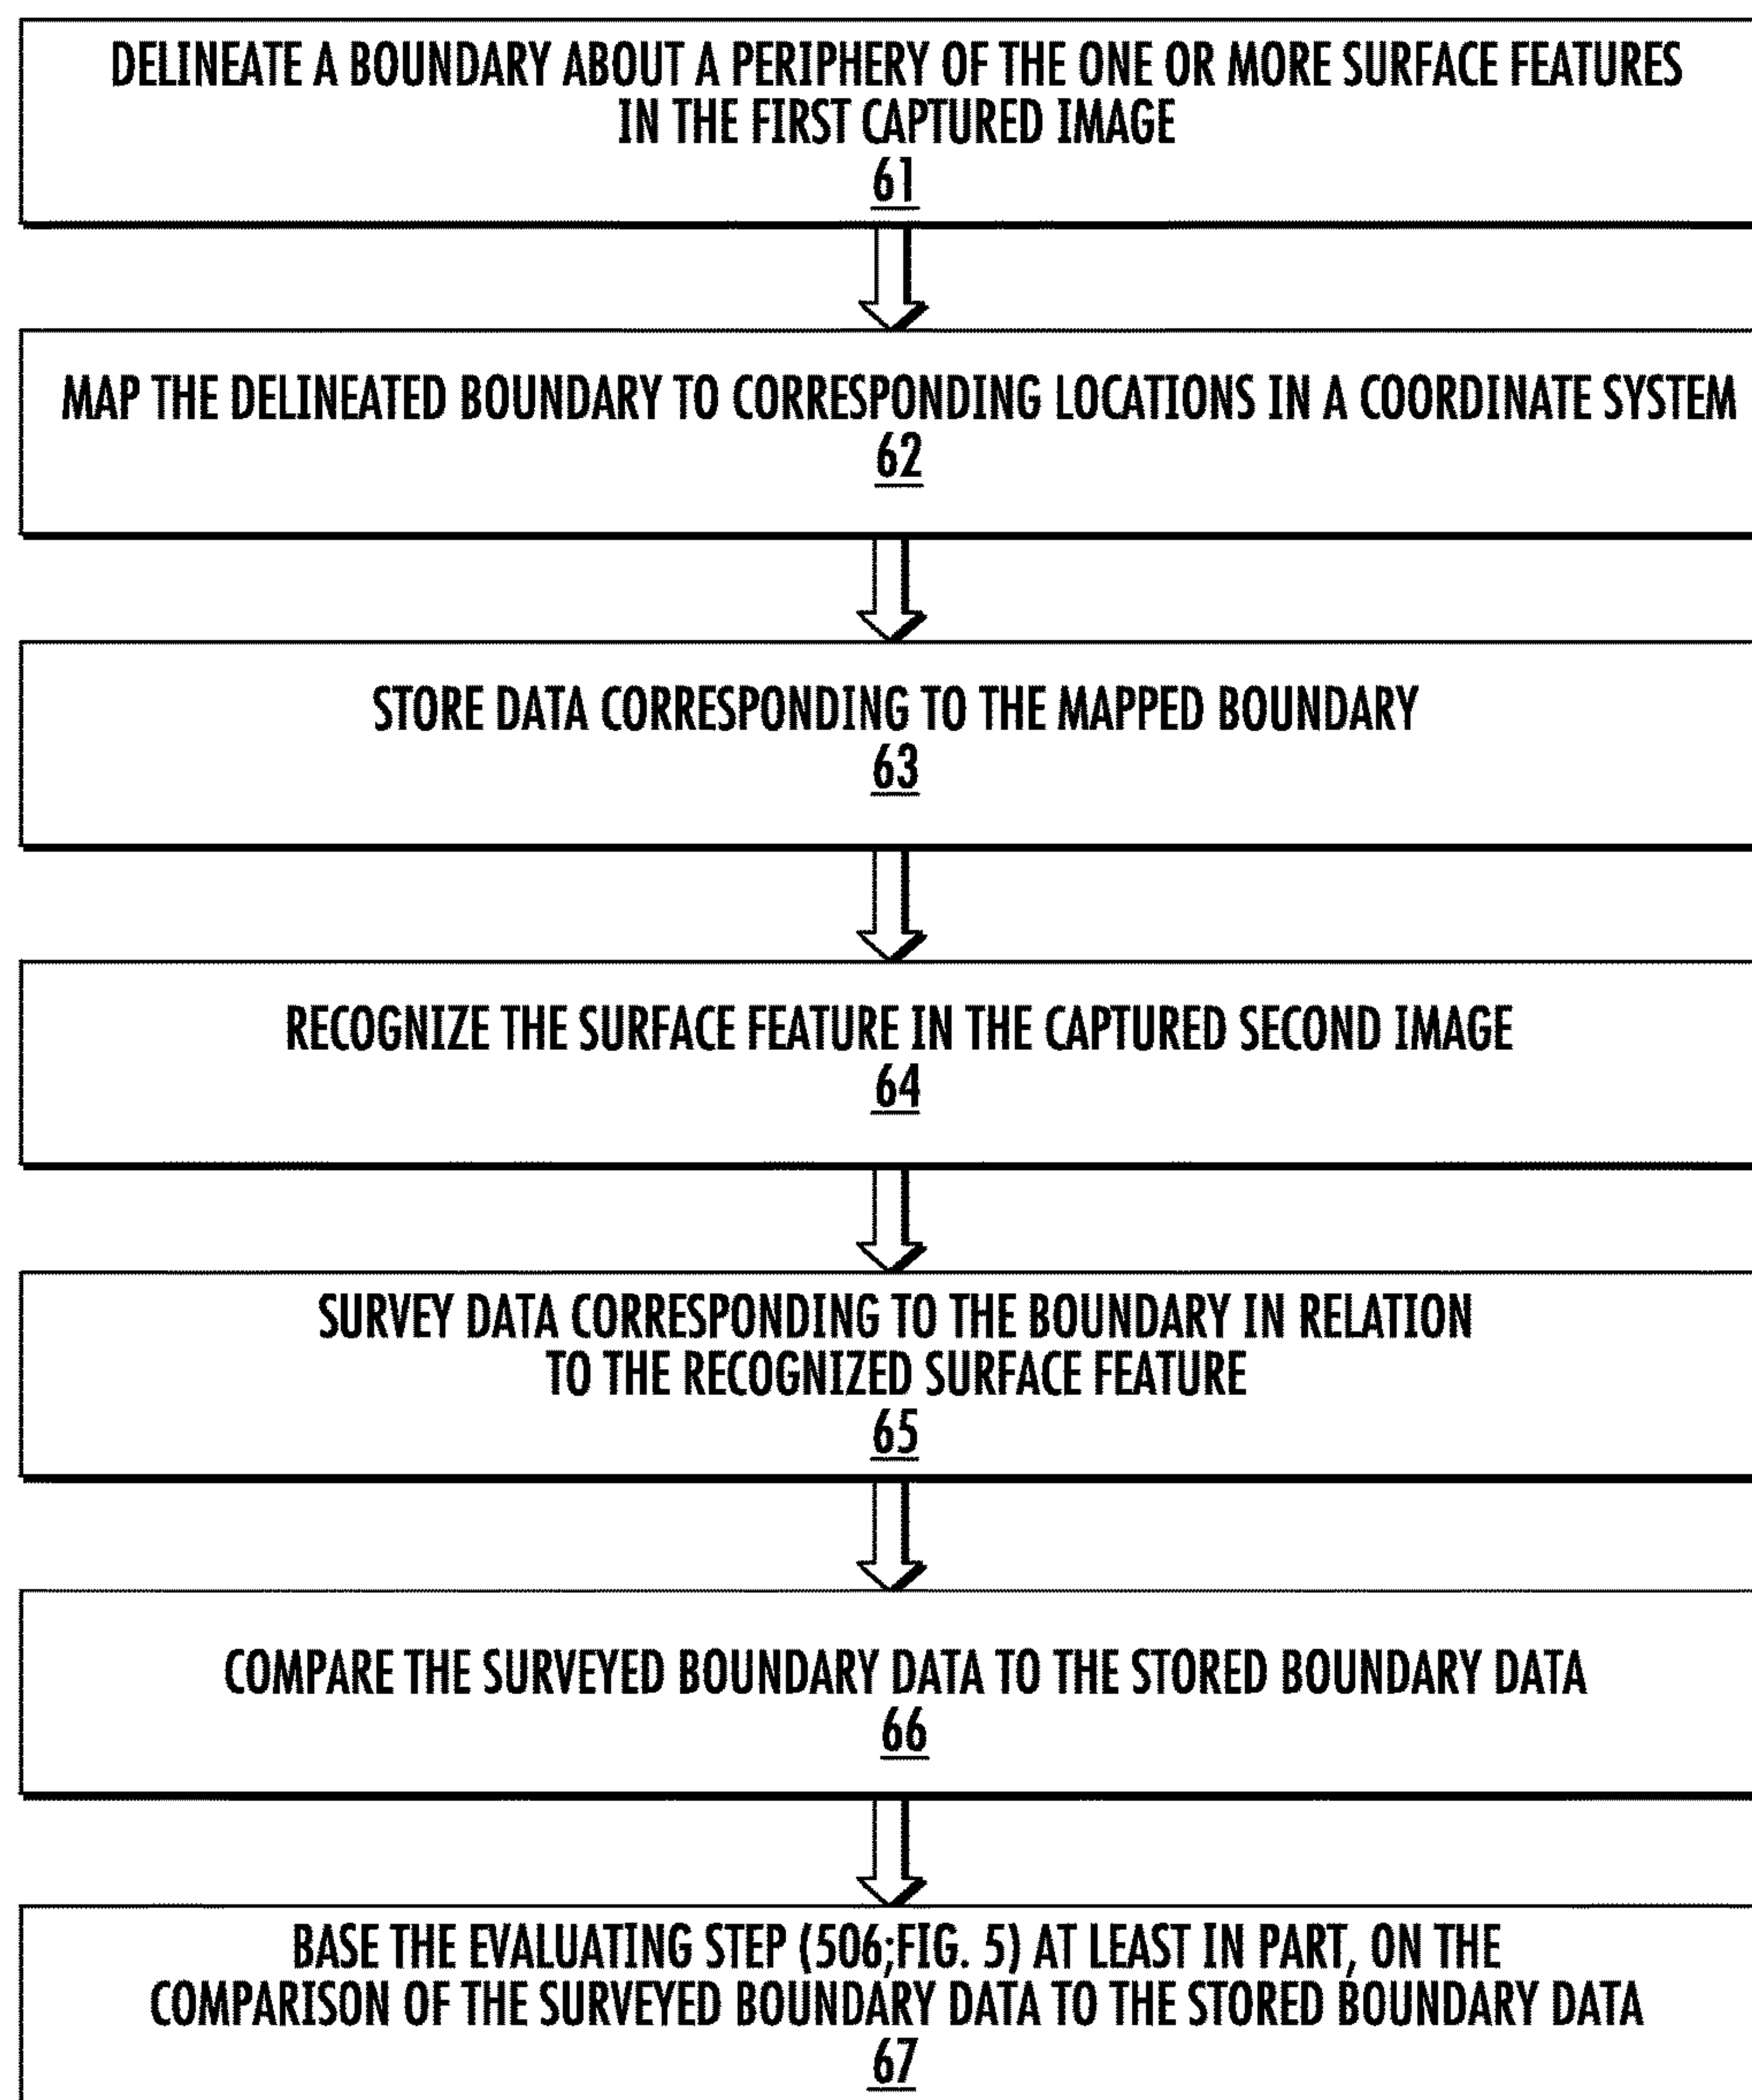 DELINEATE A BOUNDARY ABOUT A PERIPHERY OF THE ONE OR MORE SURFACE FEATURES
IN THE FIRST CAPTURED IMAGE
61
MAP THE DELINEATED BOUNDARY TO CORRESPONDING LOCATIONS IN A COORDINATE SYSTEM
62
STORE DATA CORRESPONDING TO THE MAPPED BOUNDARY
63
RECOGNIZE THE SURFACE FEATURE IN THE CAPTURED SECOND IMAGE
64
SURVEY DATA CORRESPONDING TO THE BOUNDARY IN RELATION
TO THE RECOGNIZED SURFACE FEATURE
65
COMPARE THE SURVEYED BOUNDARY DATA TO THE STORED BOUNDARY DATA
66
BASE THE EVALUATING STEP (506;FIG. 5) AT LEAST IN PART, ON THE
COMPARISON OF THE SURVEYED BOUNDARY DATA TO THE STORED BOUNDARY DATA
67